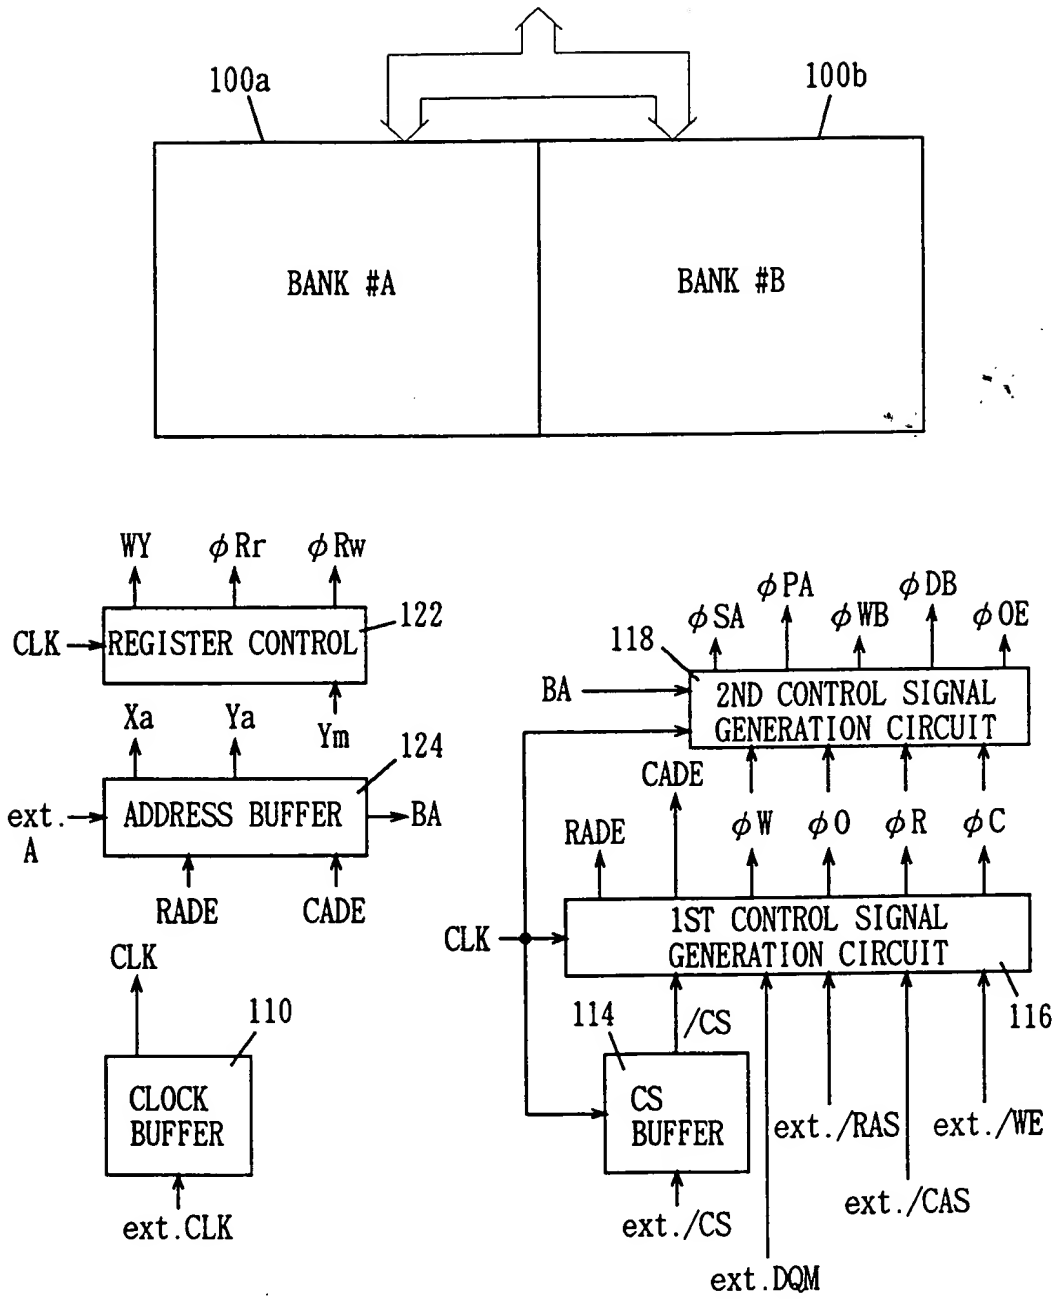 100a
100b
BANK #A
BANK #B
WY
φRr
φRw
122
CLK
REGISTER CONTROL
Xa
Ya
Ym
124
ext.
A
ADDRESS BUFFER
BA
RADE
CADE
CLK
110
CLOCK
BUFFER
ext.CLK
φSA
φPA
φWB
φDB
φOE
118
BA
2ND CONTROL SIGNAL
GENERATION CIRCUIT
CADE
RADE
φW
φO
φR
φC
CLK
1ST CONTROL SIGNAL
GENERATION CIRCUIT
116
114
/CS
CS
BUFFER
ext./RAS
ext./WE
ext./CS
ext./CAS
ext.DQM